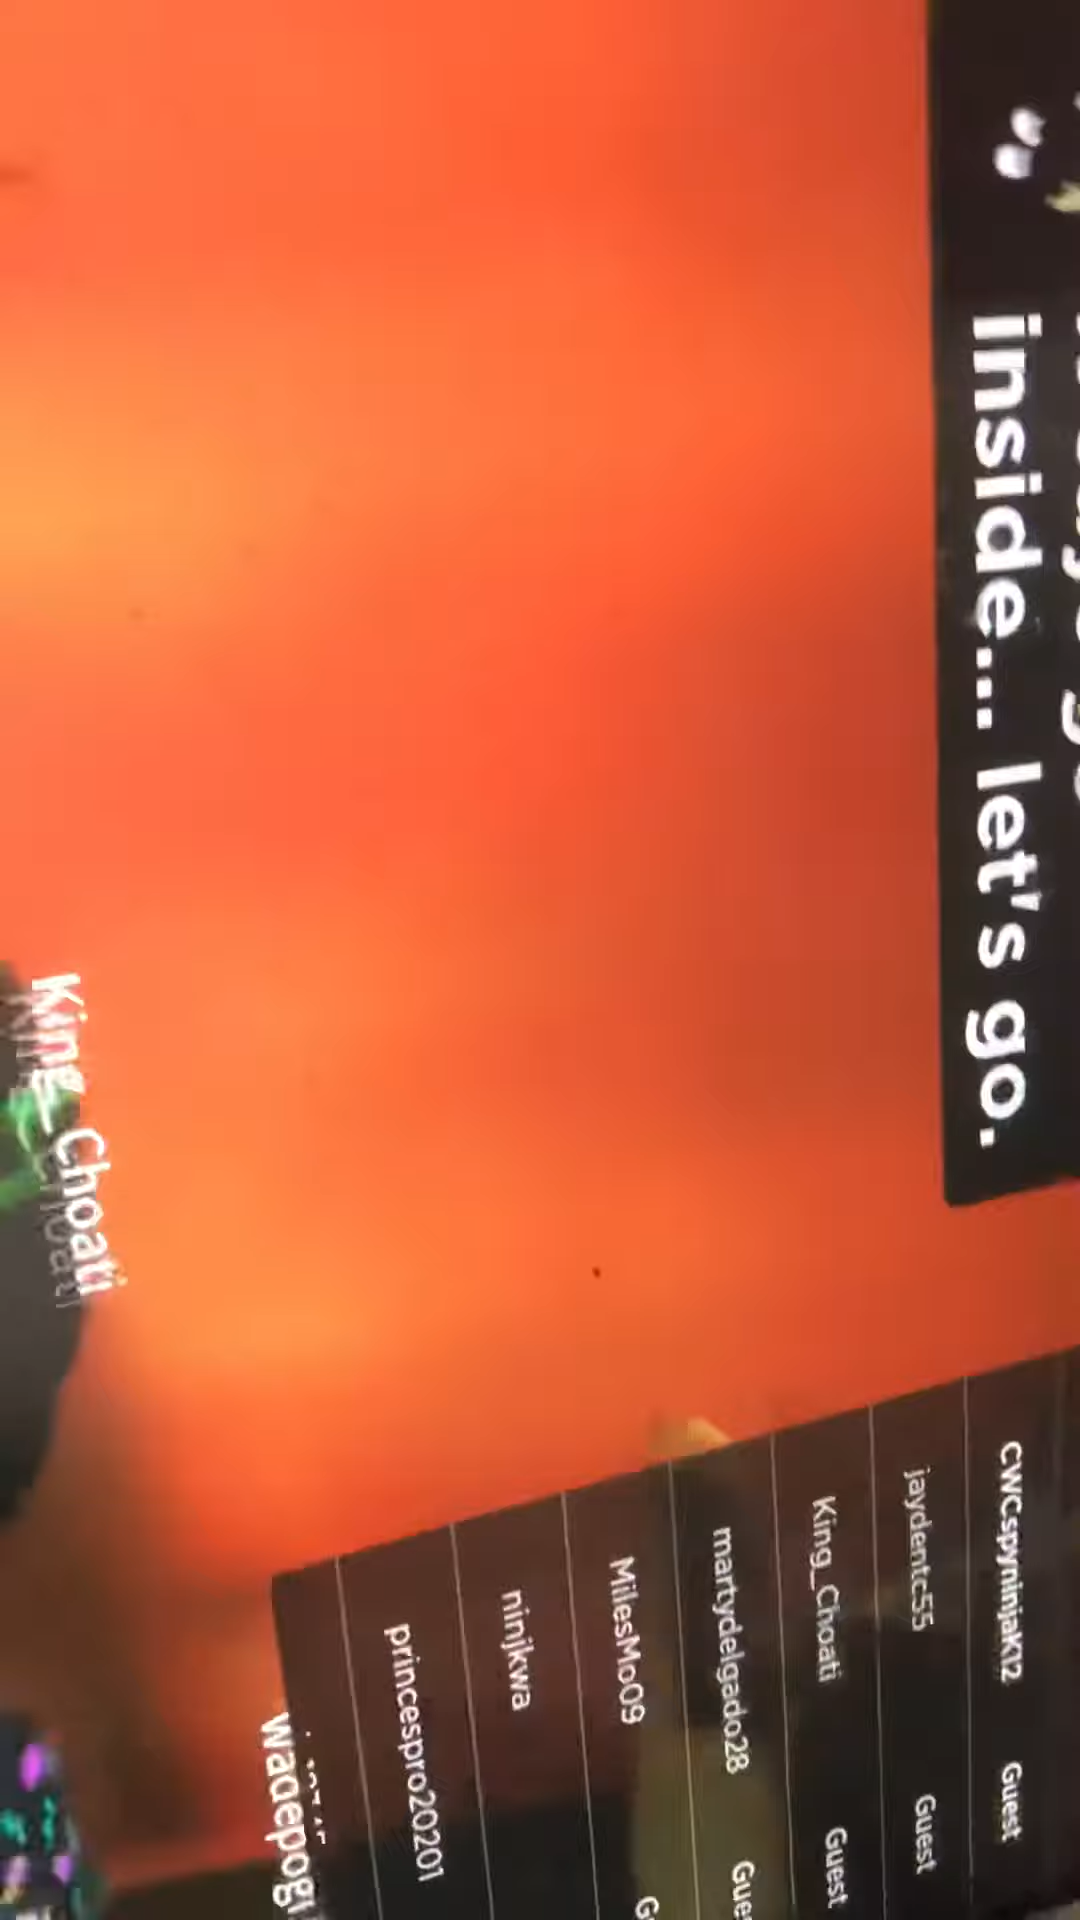 inside... let's go.
CWCspyninjaK12 Guest
jaydentc55 Guest
King_Choati Guest
martydelgado28
MilesMo09
ninjkwa
princespro20201
King_Choati